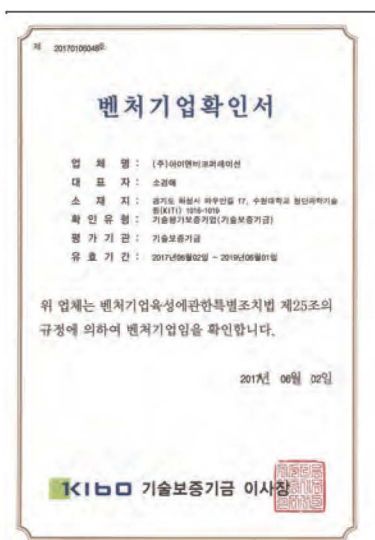 제 20170106048호
벤처기업확인서
업 체 명 : (주)아이엔비코퍼레이션
대 표 자 : 소경애
소 재 지 : 경기도 화성시 와우안길 17, 수원대학교 첨단과학기술
원(KITI) 1016-1019
확 인 유 형 : 기술평가보증기업(기술보증기금)
평 가 기 관 : 기술보증기금
유 효 기 간 : 2017년06월02일 ~ 2019년06월01일
위 업체는 벤처기업육성에관한특별조치법 제25조의
규정에 의하여 벤처기업임을 확인합니다.
2017년 06월 02일
KIBO 기술보증기금 이사장